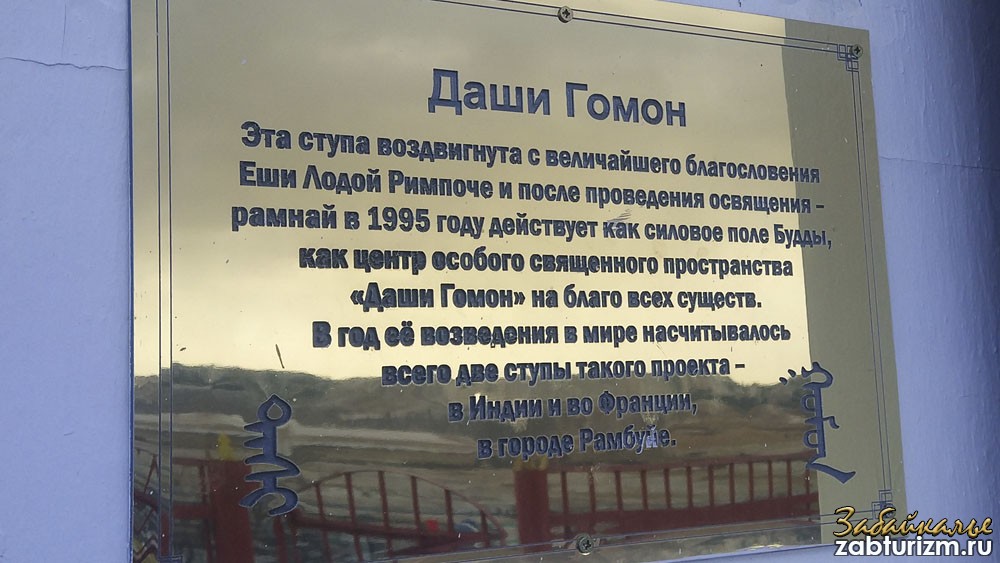 Даши Гомон
Эта ступа воздвигнута с величайшего благословения
Еши Лодой Римпоче и после проведения освящения –
рамнай в 1995 году действует как силовое поле Будды,
как центр особого священного пространства
«Даши Гомон» на благо всех существ.
В год её возведения в мире насчитывалось
всего две ступы такого проекта –
в Индии и во Франции,
в городе Рамбуйе.
Забайкалье
zabturizm.ru